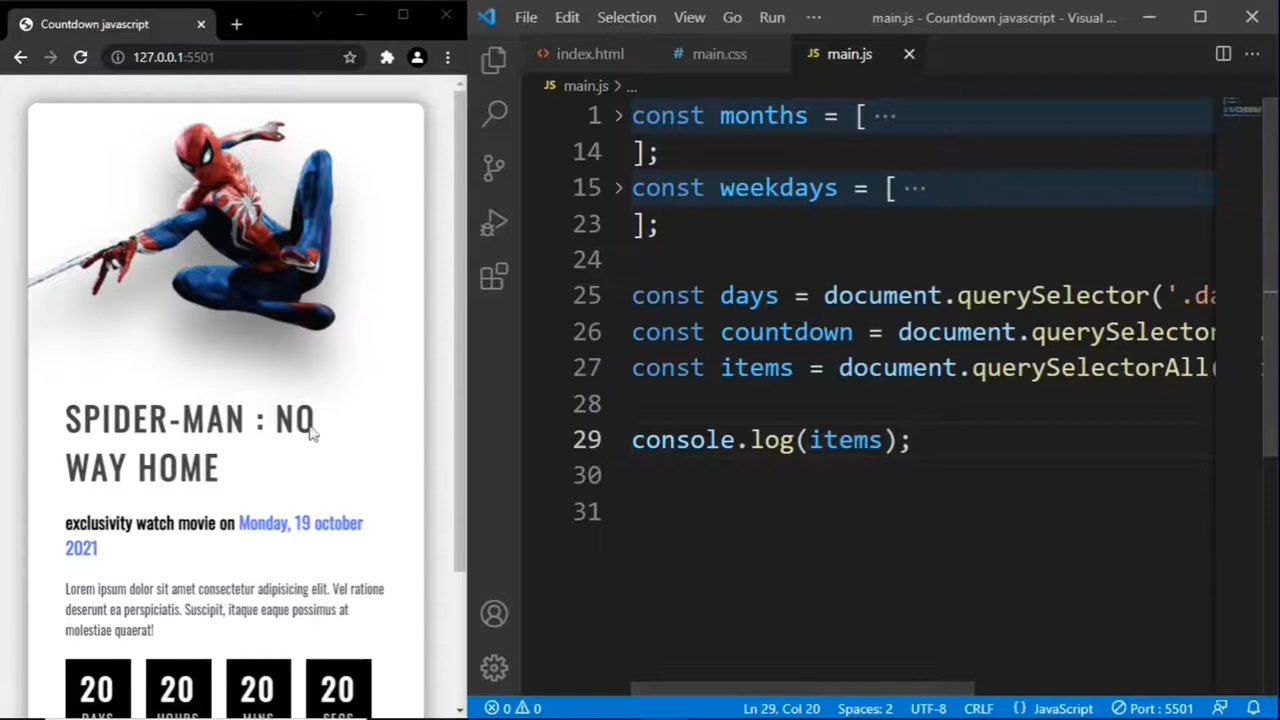 Countdown javascript
127.0.0.1:5501
SPIDER-MAN : NO
WAY HOME
exclusivity watch movie on Monday, 19 october
2021
Lorem ipsum dolor sit amet consectetur adipisicing elit. Vel ratione
deserunt ea perspiciatis. Suscipit, itaque eaque possimus at
molestiae quaerat!
20 20 20 20
DAYS HOURS MINS SECS
File Edit Selection View Go Run ··· main.js - Countdown javascript - Visual ...
index.html # main.css JS main.js
JS main.js > ...
1 const months = [ ···
14 ];
15 const weekdays = [ ···
23 ];
24
25 const days = document.querySelector('.da
26 const countdown = document.querySelector
27 const items = document.querySelectorAll(
28
29 console.log(items);
30
31
0 0 Ln 29, Col 20 Spaces: 2 UTF-8 CRLF {} JavaScript Port : 5501